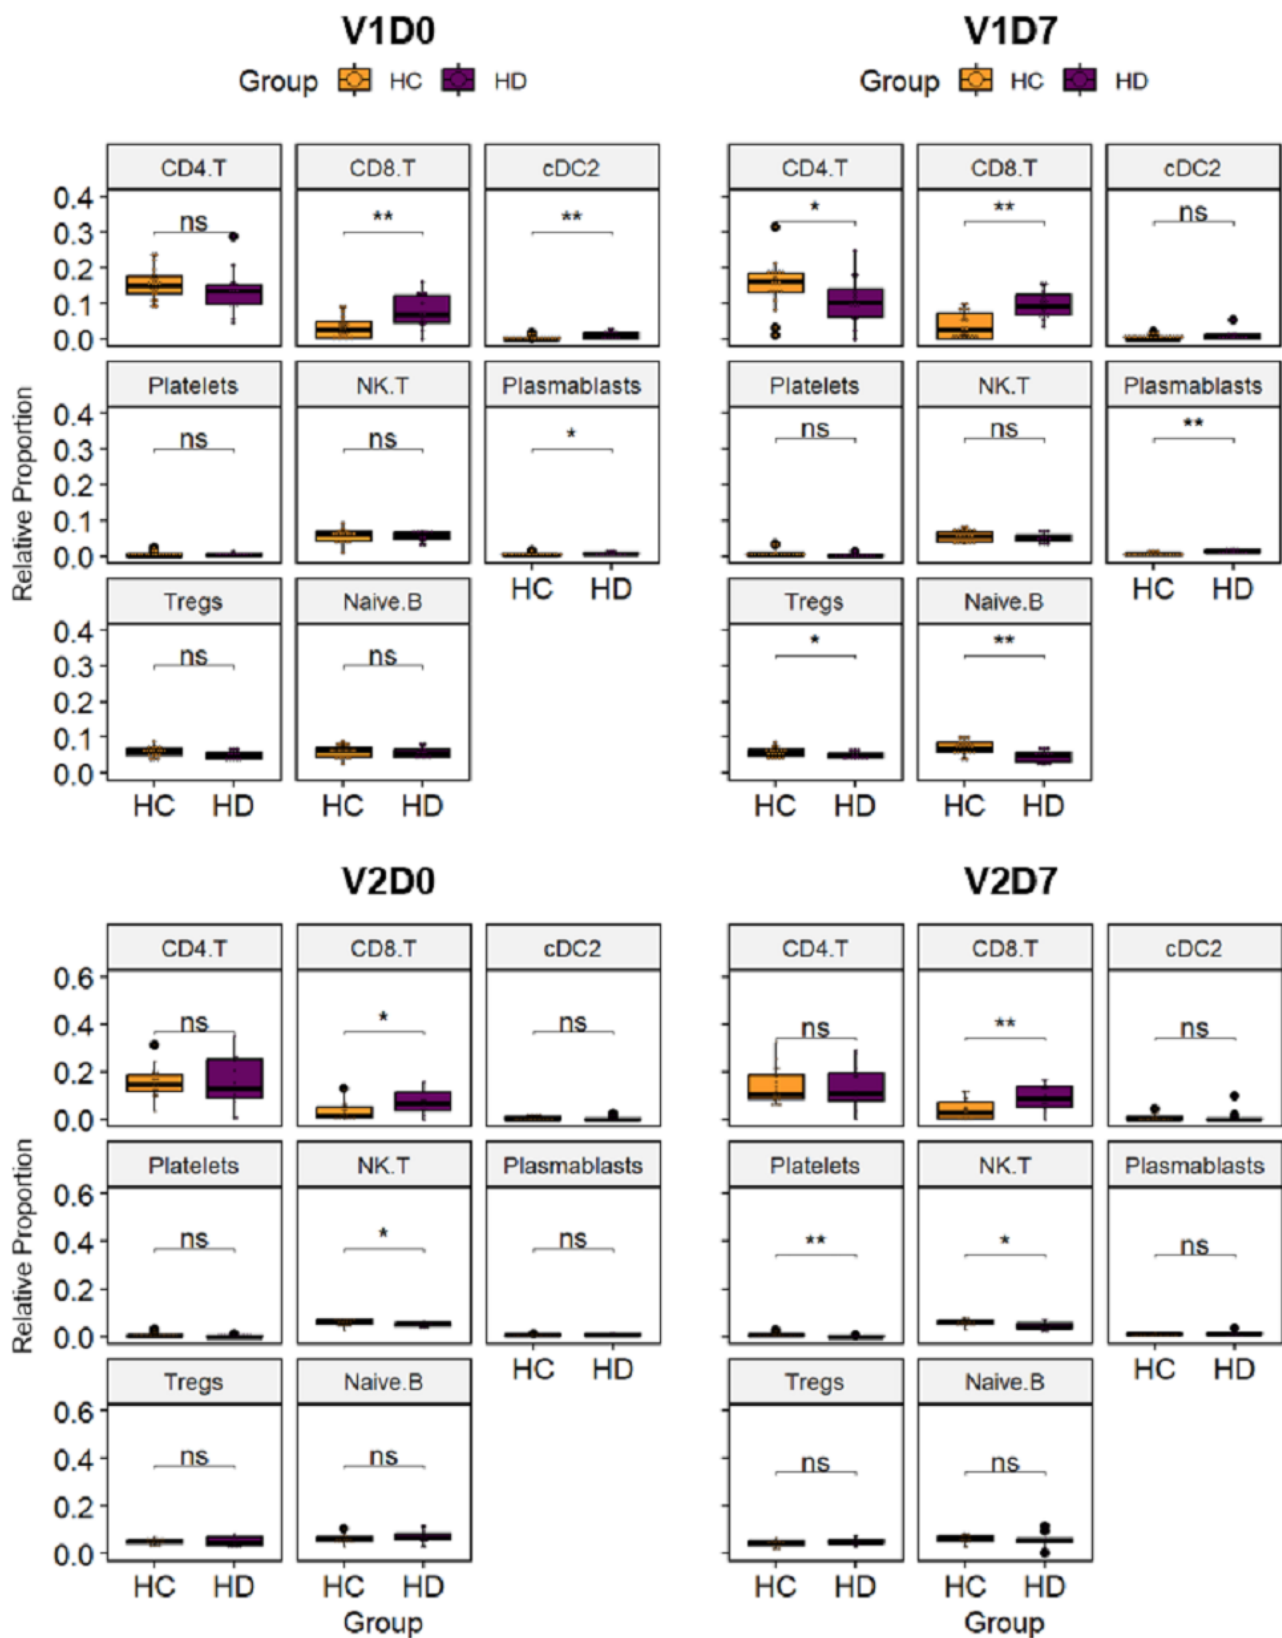 V1D0
Group HC HD
CD4.T CD8.T cDC2
0.4
0.3
0.2
0.1
0.0
ns ** **
Platelets NK.T Plasmablasts
0.4
0.3
0.2
0.1
0.0
ns ns *
HC HD
Tregs Naive.B
0.4
0.3
0.2
0.1
0.0
ns ns
HC HD HC HD
Relative Proportion
V1D7
Group HC HD
CD4.T CD8.T cDC2
* ** ns
Platelets NK.T Plasmablasts
ns ns **
HC HD
Tregs Naive.B
* **
HC HD HC HD
V2D0
CD4.T CD8.T cDC2
0.6
0.4
0.2
0.0
ns * ns
Platelets NK.T Plasmablasts
0.6
0.4
0.2
0.0
ns * ns
HC HD
Tregs Naive.B
0.6
0.4
0.2
0.0
ns ns
HC HD HC HD
Group
Relative Proportion
V2D7
CD4.T CD8.T cDC2
ns ** ns
Platelets NK.T Plasmablasts
** * ns
HC HD
Tregs Naive.B
ns ns
HC HD HC HD
Group